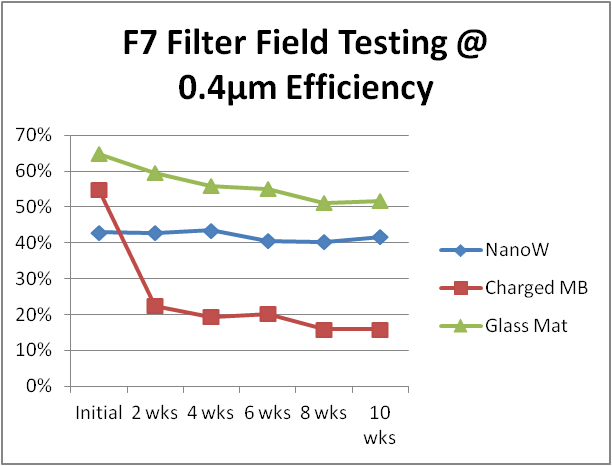 F7 Filter Field Testing @
0.4µm Efficiency
70%
60%
50%
40%
30%
20%
10%
0%
Initial 2 wks 4 wks 6 wks 8 wks 10
wks
NanoW
Charged MB
Glass Mat